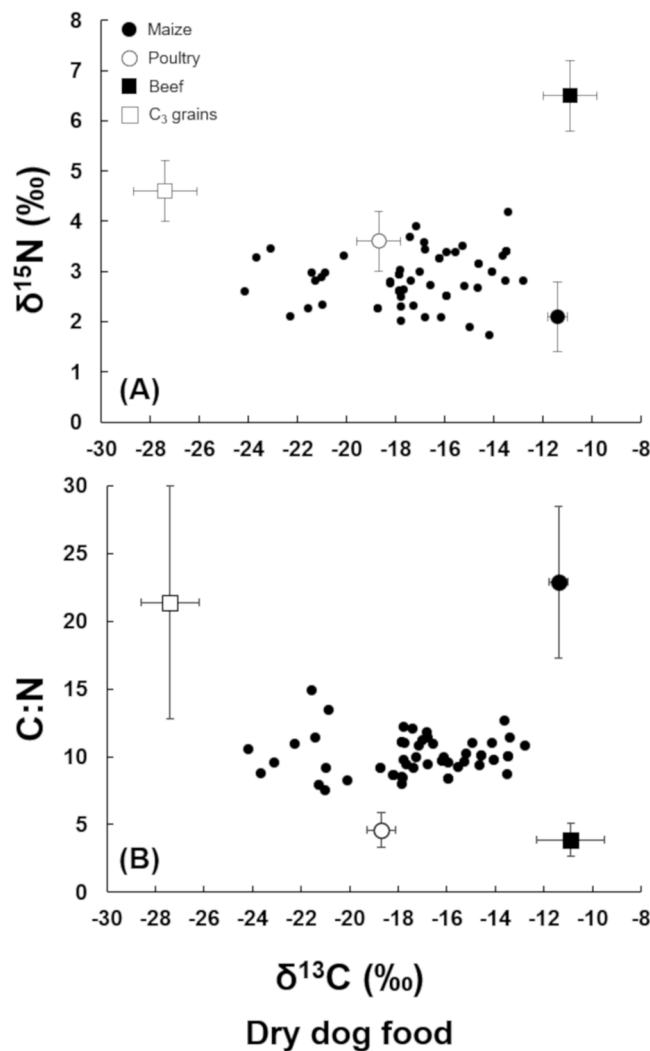 8
7
6
5
4
3
2
1
0
δ¹⁵N (‰)
Maize
Poultry
Beef
C₃ grains
(A)
-30 -28 -26 -24 -22 -20 -18 -16 -14 -12 -10 -8
30
25
20
15
10
5
0
C:N
(B)
-30 -28 -26 -24 -22 -20 -18 -16 -14 -12 -10 -8
δ¹³C (‰)
Dry dog food